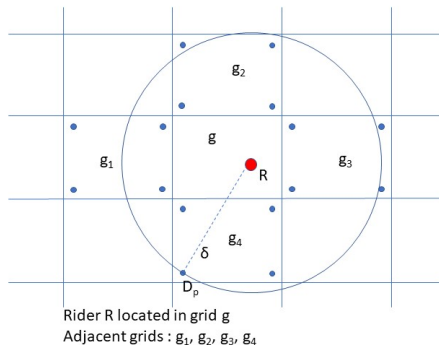 g₂
g
g₁
g₃
R
g₄
δ
Dₚ
Rider R located in grid g
Adjacent grids : g₁, g₂, g₃, g₄